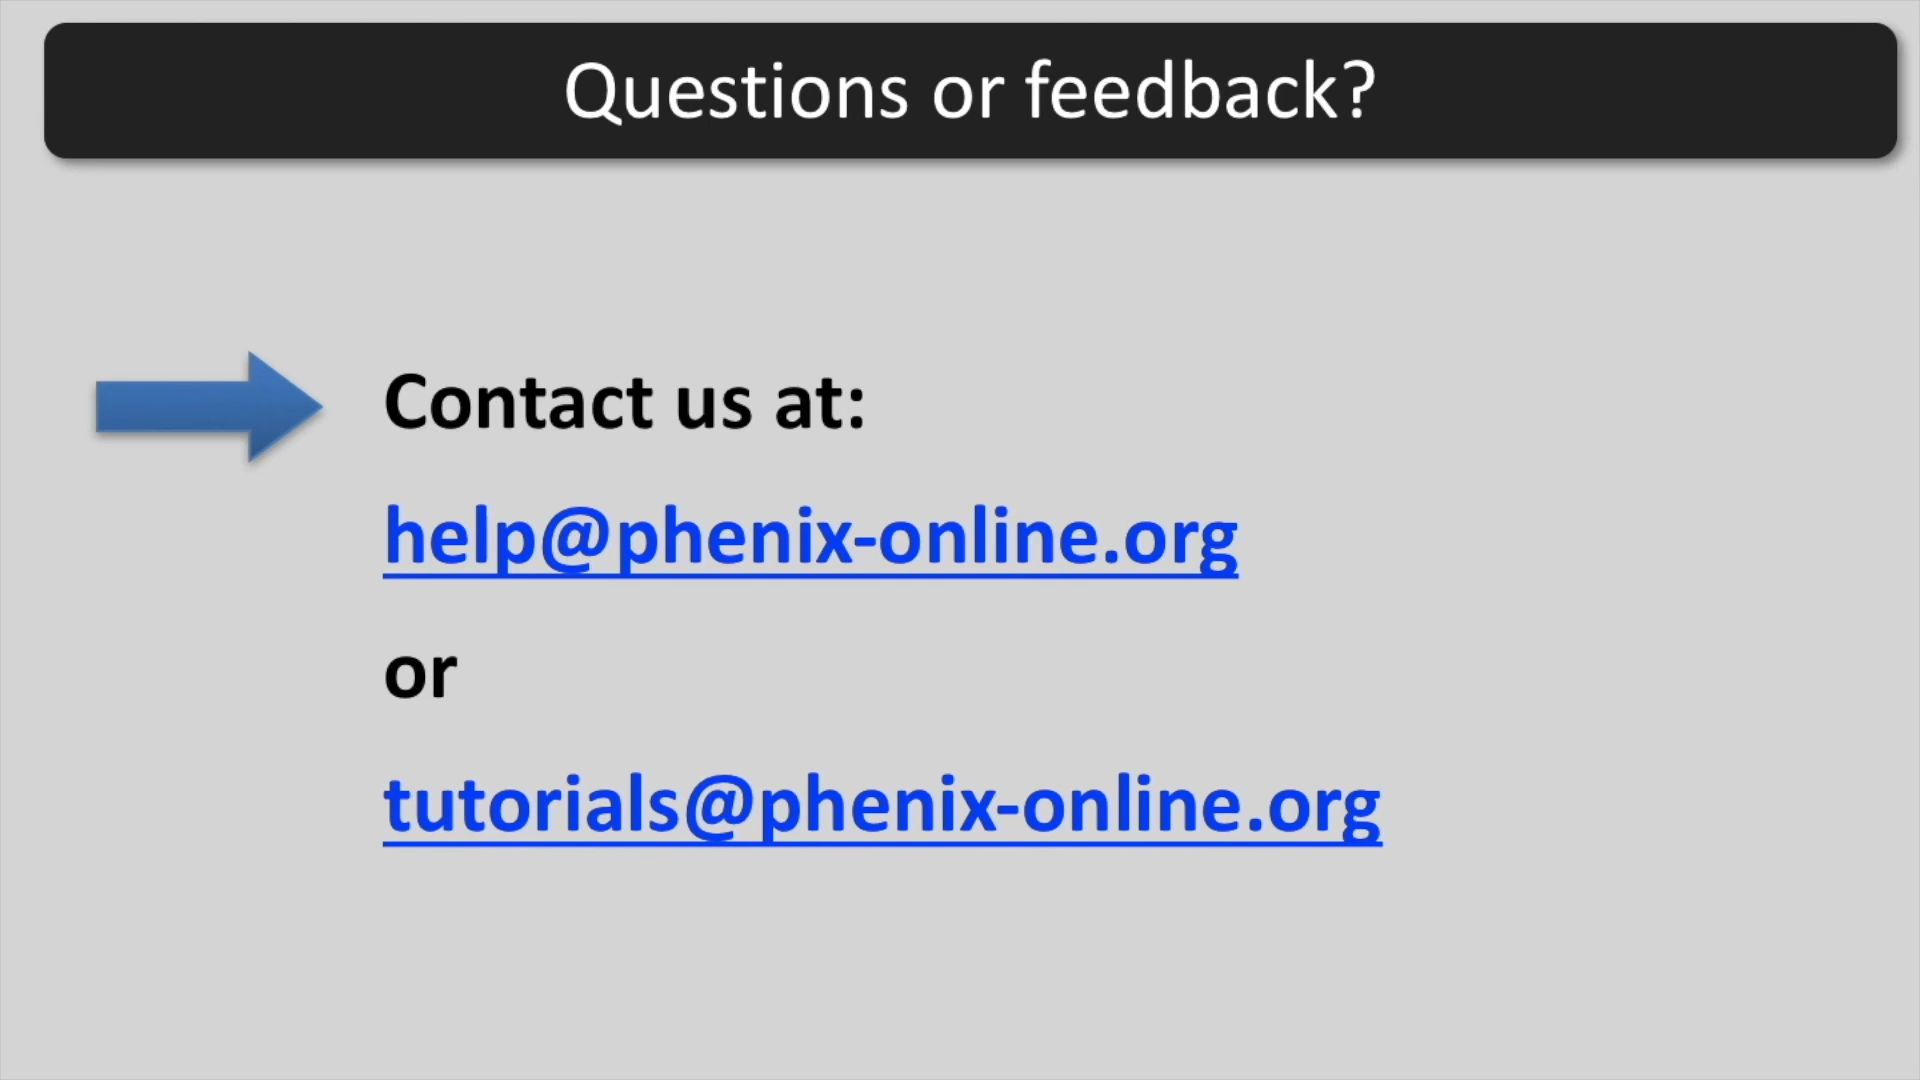 Questions or feedback?
Contact us at:
help@phenix-online.org
or
tutorials@phenix-online.org